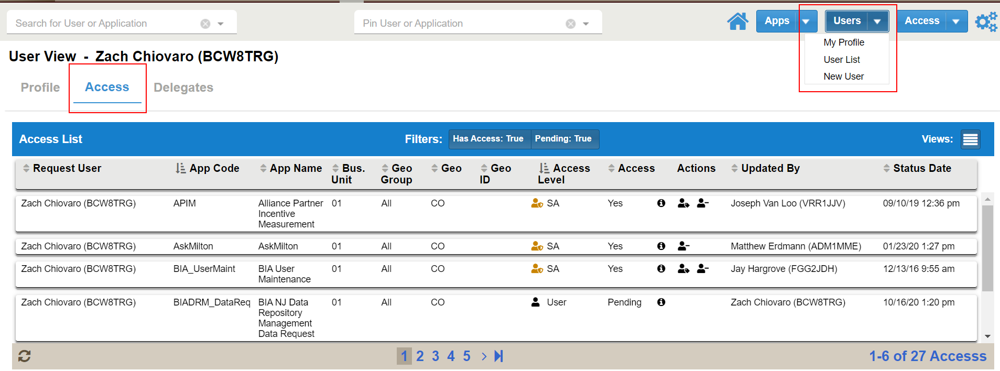 Search for User or Application
Pin User or Application
Apps
Users
Access
My Profile
User List
New User
User View - Zach Chiovaro (BCW8TRG)
Profile
Access
Delegates
Access List
Filters:
Has Access: True
Pending: True
Views:
Request User App Code App Name Bus. Unit Geo Group Geo Geo ID Access Level Access Actions Updated By Status Date
Zach Chiovaro (BCW8TRG) APIM Alliance Partner 01 All CO SA Yes Joseph Van Loo (VRR1JJV) 09/10/19 12:36 pm
Incentive
Measurement
Zach Chiovaro (BCW8TRG) AskMilton AskMilton 01 All CO SA Yes Matthew Erdmann (ADM1MME) 01/23/20 1:27 pm
Zach Chiovaro (BCW8TRG) BIA_UserMaint BIA User 01 All CO SA Yes Jay Hargrove (FGG2JDH) 12/13/16 9:55 am
Maintenance
Zach Chiovaro (BCW8TRG) BIADRM_DataReq BIA NJ Data 01 All CO User Pending Zach Chiovaro (BCW8TRG) 10/16/20 1:20 pm
Repository
Management
Data Request
1 2 3 4 5
1-6 of 27 Accesss